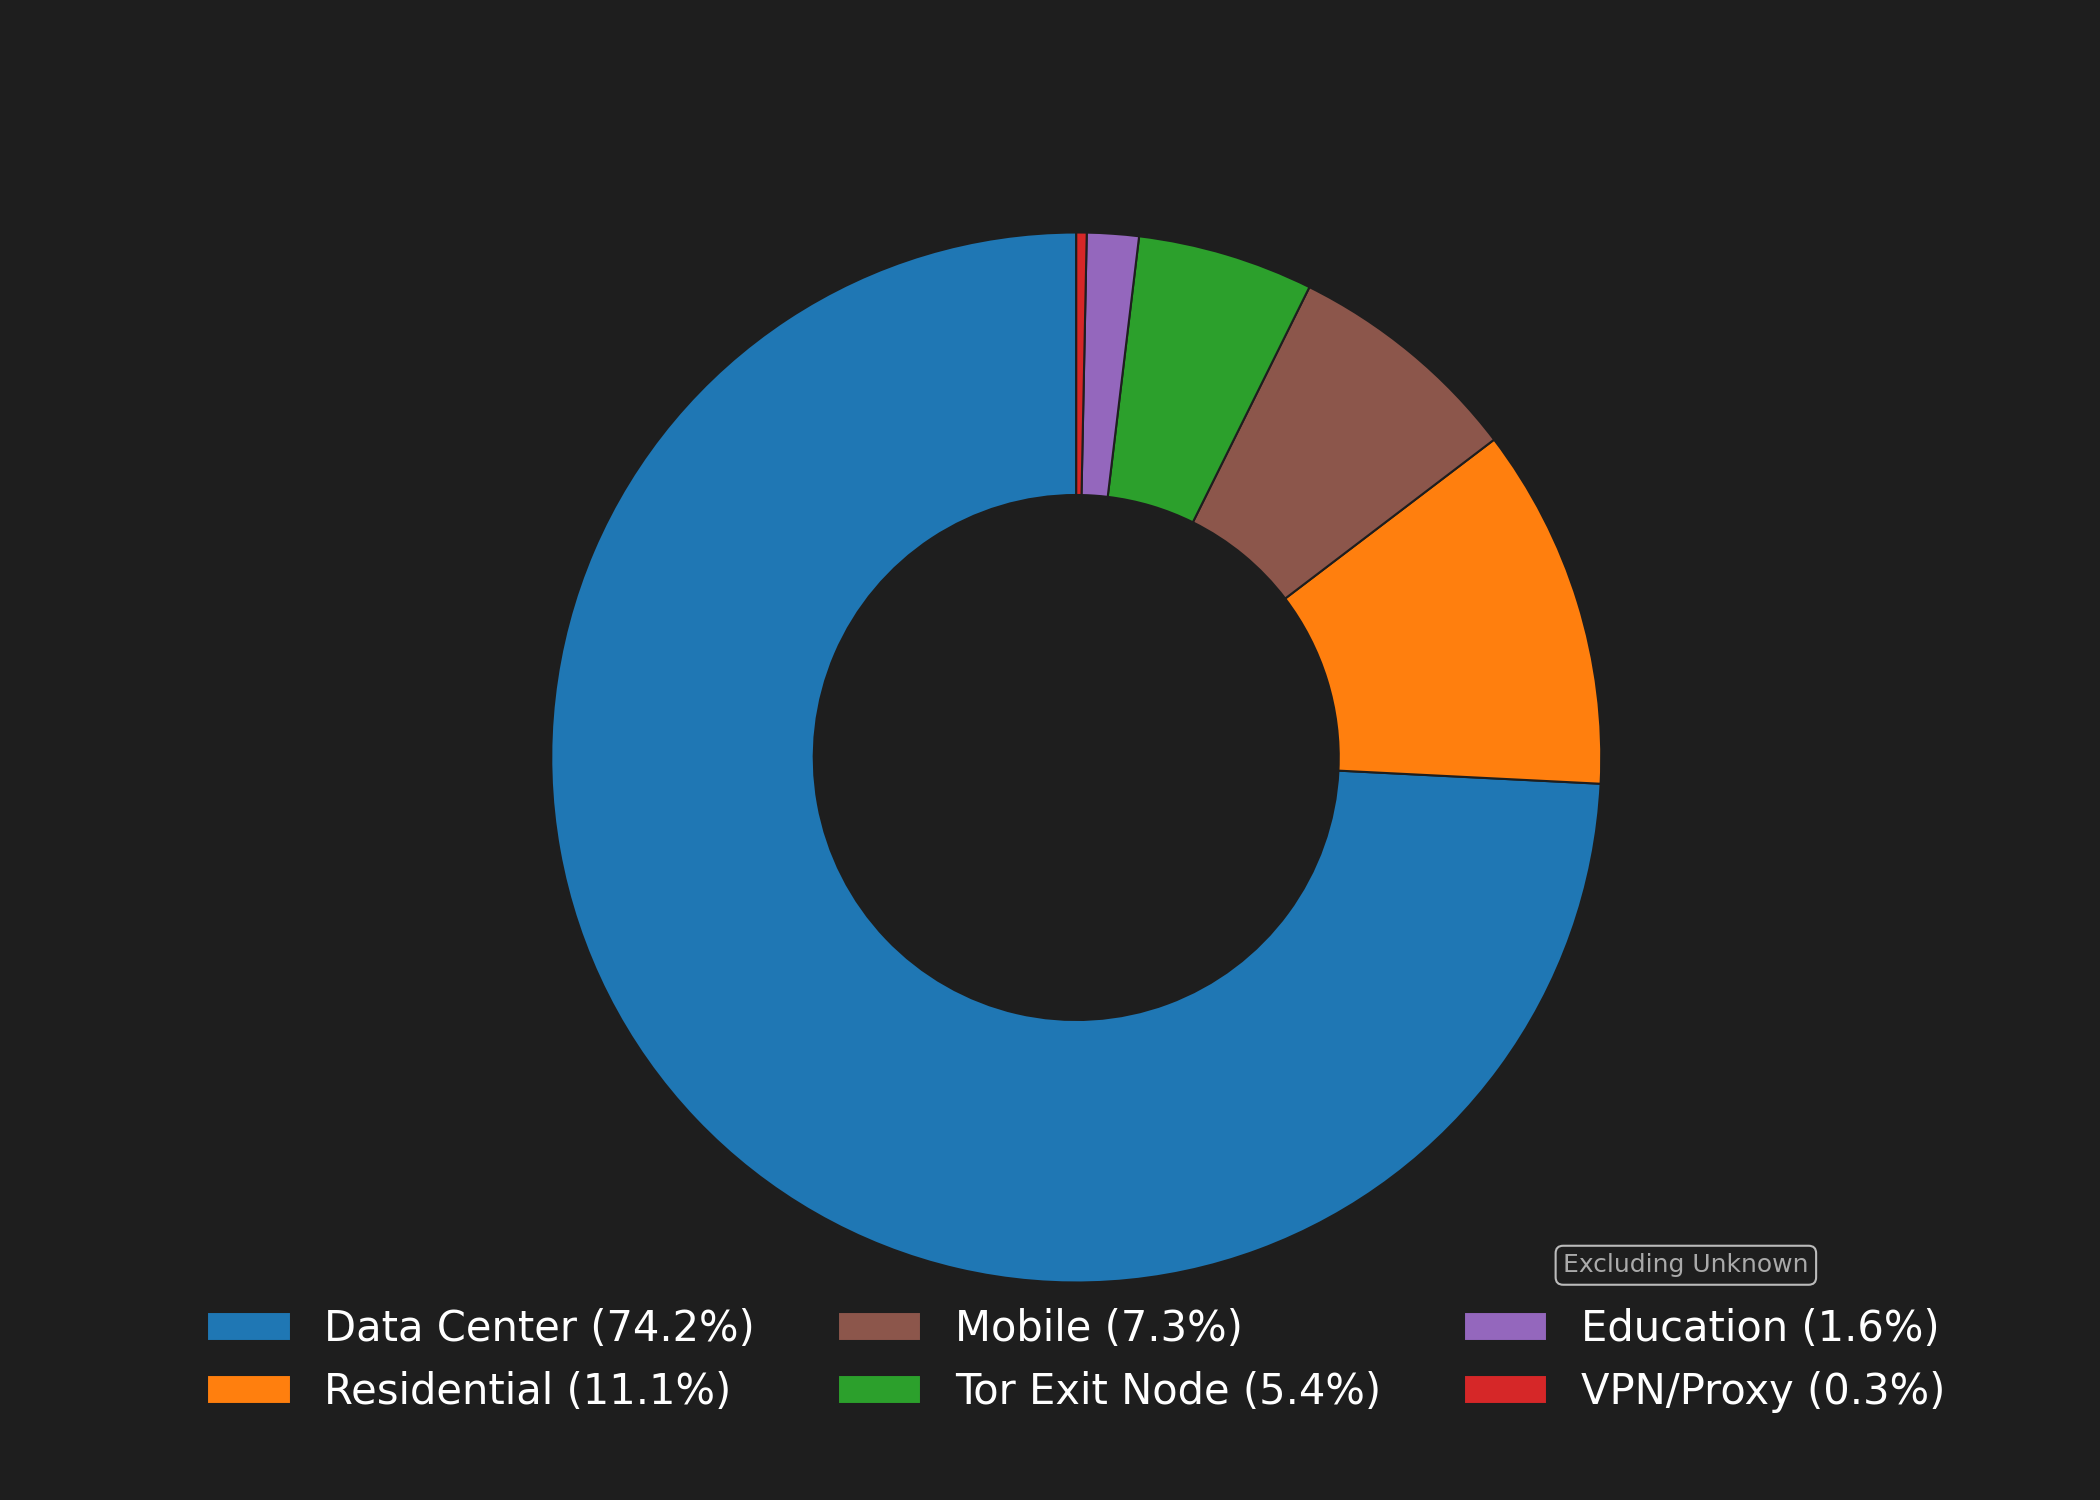 Excluding Unknown
Data Center (74.2%)
Residential (11.1%)
Mobile (7.3%)
Tor Exit Node (5.4%)
Education (1.6%)
VPN/Proxy (0.3%)